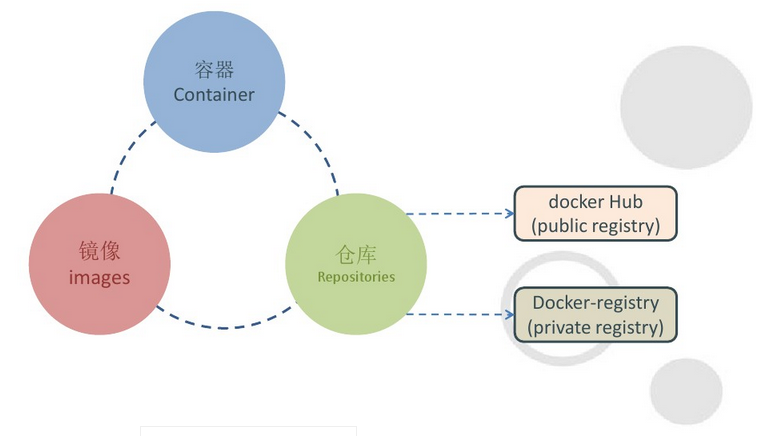 容器
Container
镜像
images
仓库
Repositories
docker Hub
(public registry)
Docker-registry
(private registry)